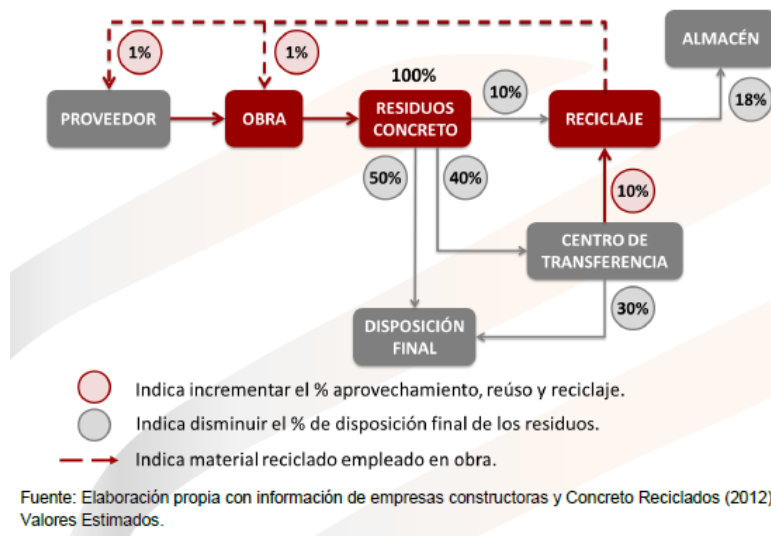 ALMACÉN
1%
1%
100%
18%
PROVEEDOR
OBRA
RESIDUOS
CONCRETO
10%
RECICLAJE
50%
40%
10%
CENTRO DE
TRANSFERENCIA
30%
DISPOSICIÓN
FINAL
Indica incrementar el % aprovechamiento, reúso y reciclaje.
Indica disminuir el % de disposición final de los residuos.
Indica material reciclado empleado en obra.
Fuente: Elaboración propia con información de empresas constructoras y Concreto Reciclados (2012)
Valores Estimados.